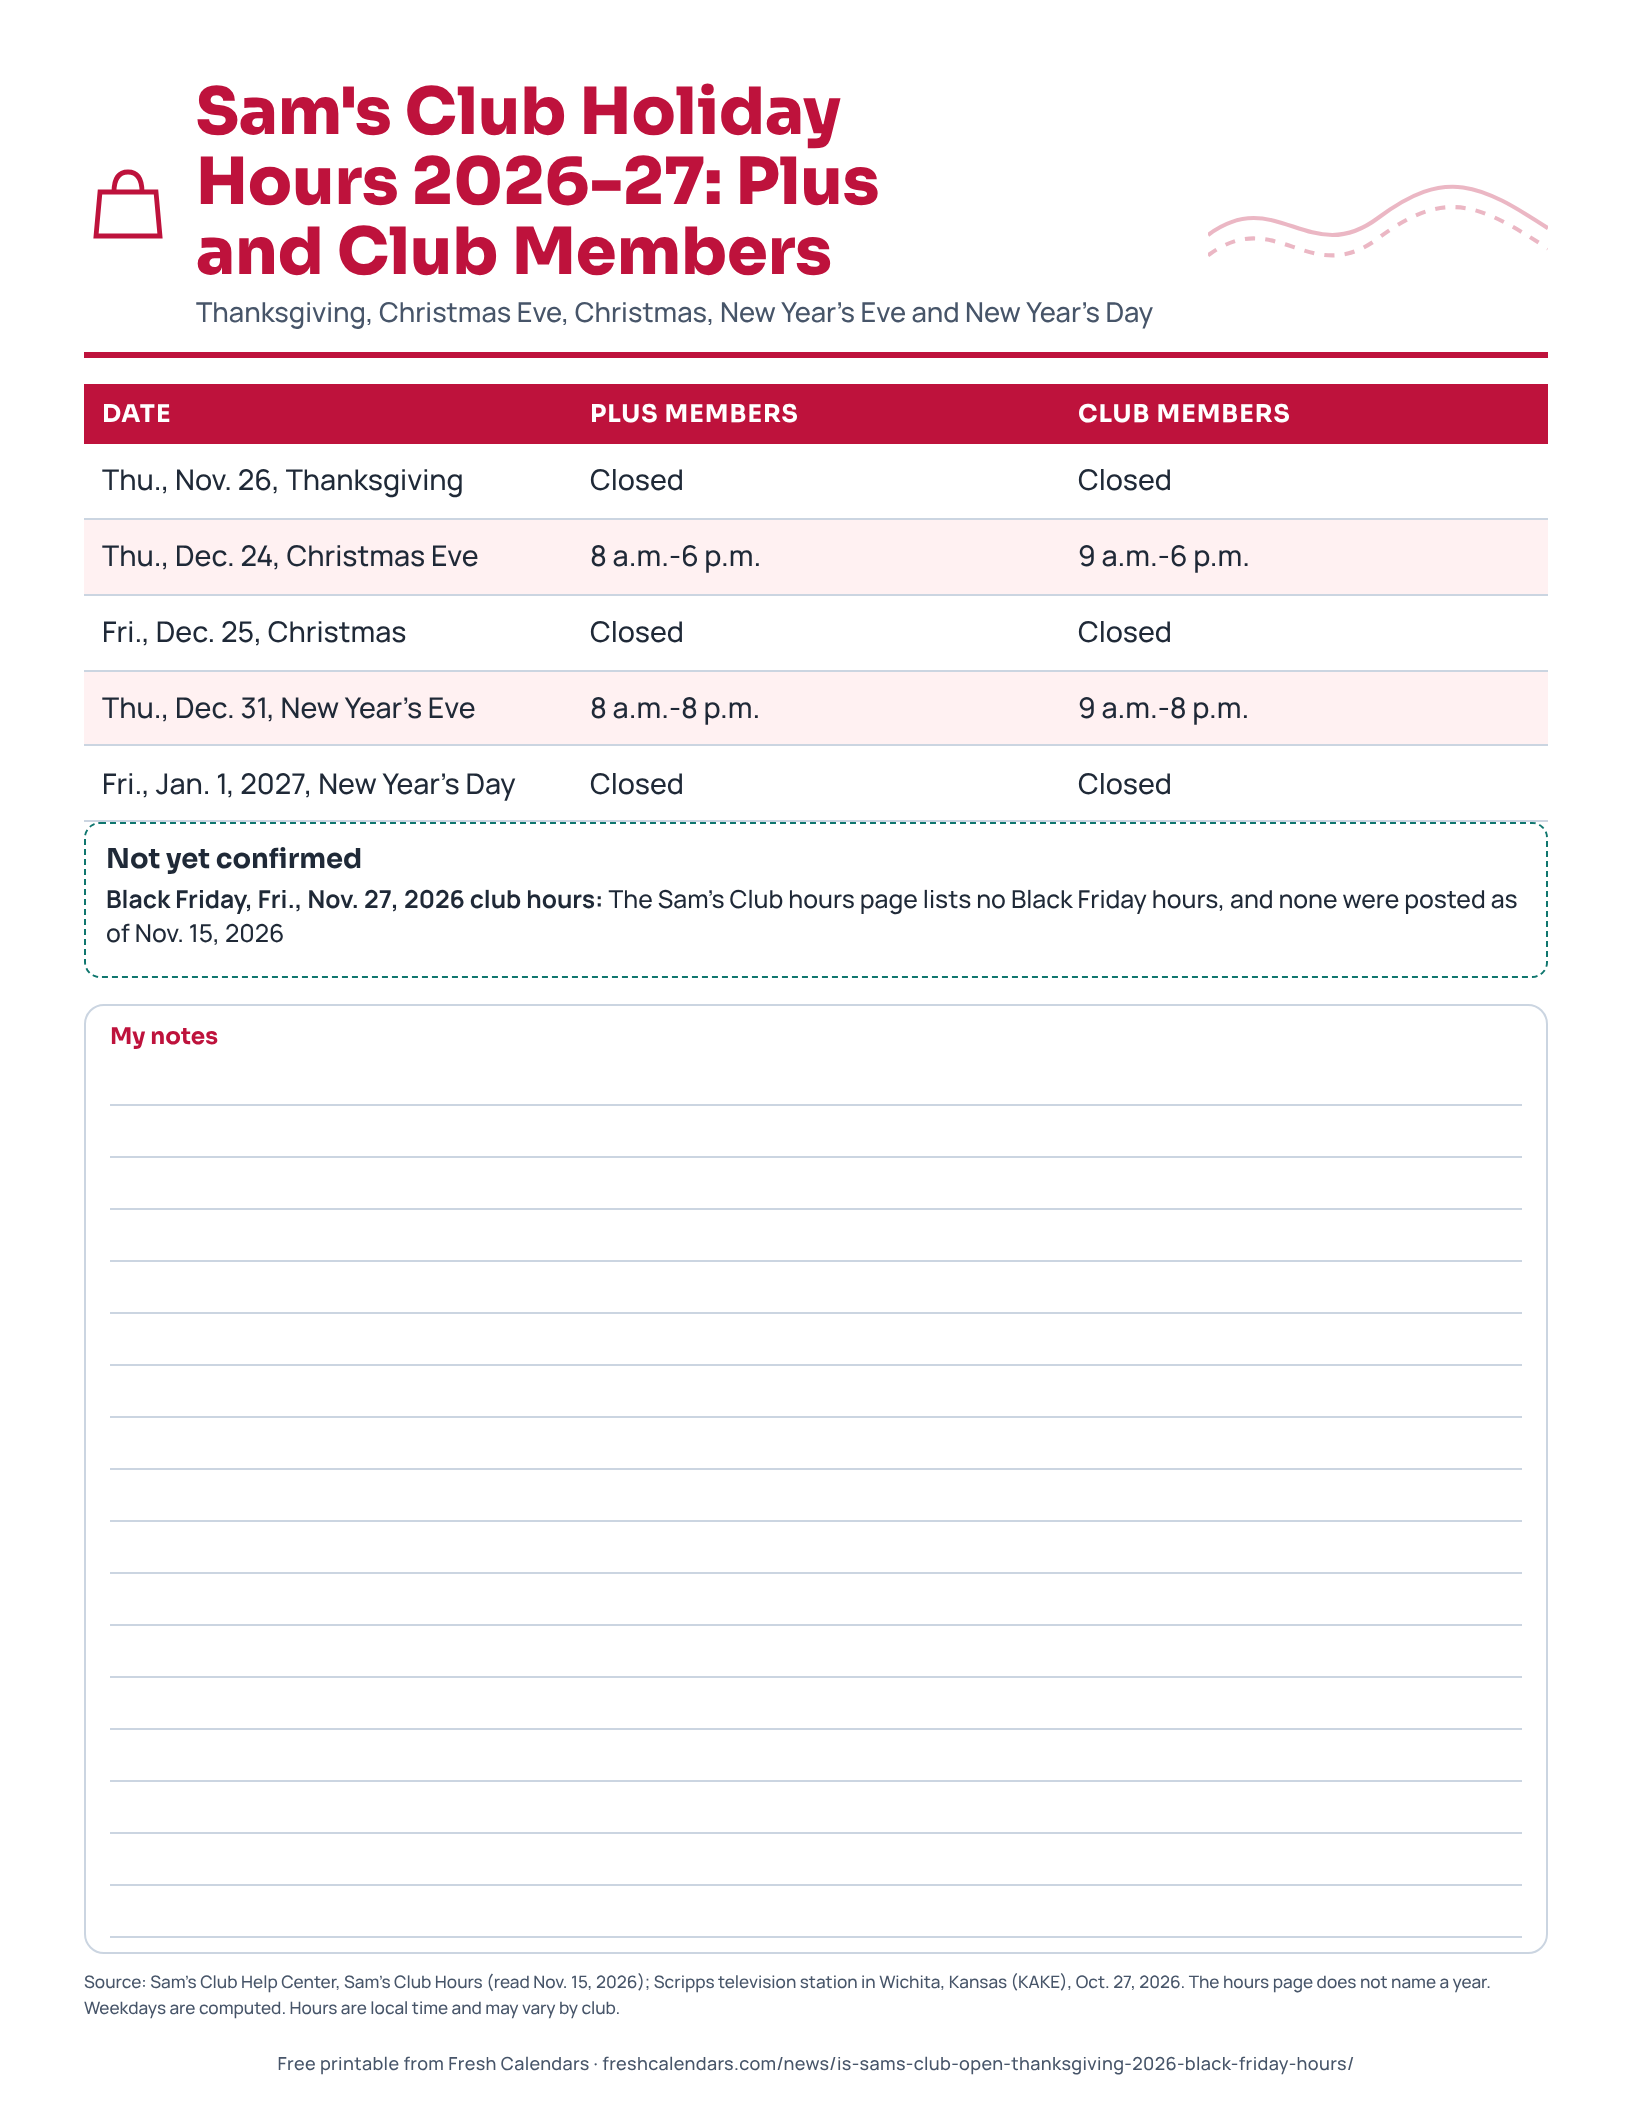 Sam's Club Holiday
Hours 2026–27: Plus
and Club Members
Thanksgiving, Christmas Eve, Christmas, New Year’s Eve and New Year’s Day
DATE PLUS MEMBERS CLUB MEMBERS
Thu., Nov. 26, Thanksgiving Closed Closed
Thu., Dec. 24, Christmas Eve 8 a.m.-6 p.m. 9 a.m.-6 p.m.
Fri., Dec. 25, Christmas Closed Closed
Thu., Dec. 31, New Year’s Eve 8 a.m.-8 p.m. 9 a.m.-8 p.m.
Fri., Jan. 1, 2027, New Year’s Day Closed Closed
Not yet confirmed
Black Friday, Fri., Nov. 27, 2026 club hours: The Sam’s Club hours page lists no Black Friday hours, and none were posted as
of Nov. 15, 2026
My notes
Source: Sam’s Club Help Center, Sam’s Club Hours (read Nov. 15, 2026); Scripps television station in Wichita, Kansas (KAKE), Oct. 27, 2026. The hours page does not name a year.
Weekdays are computed. Hours are local time and may vary by club.
Free printable from Fresh Calendars · freshcalendars.com/news/is-sams-club-open-thanksgiving-2026-black-friday-hours/